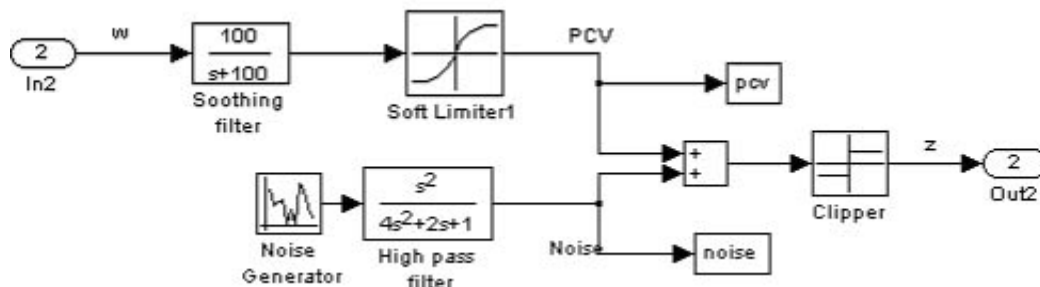 2
In2
w
100
s+100
Soothing
filter
Soft Limiter1
PCV
pcv
Noise
Generator
s²
4s²+2s+1
High pass
filter
Noise
noise
+
+
Clipper
z
2
Out2